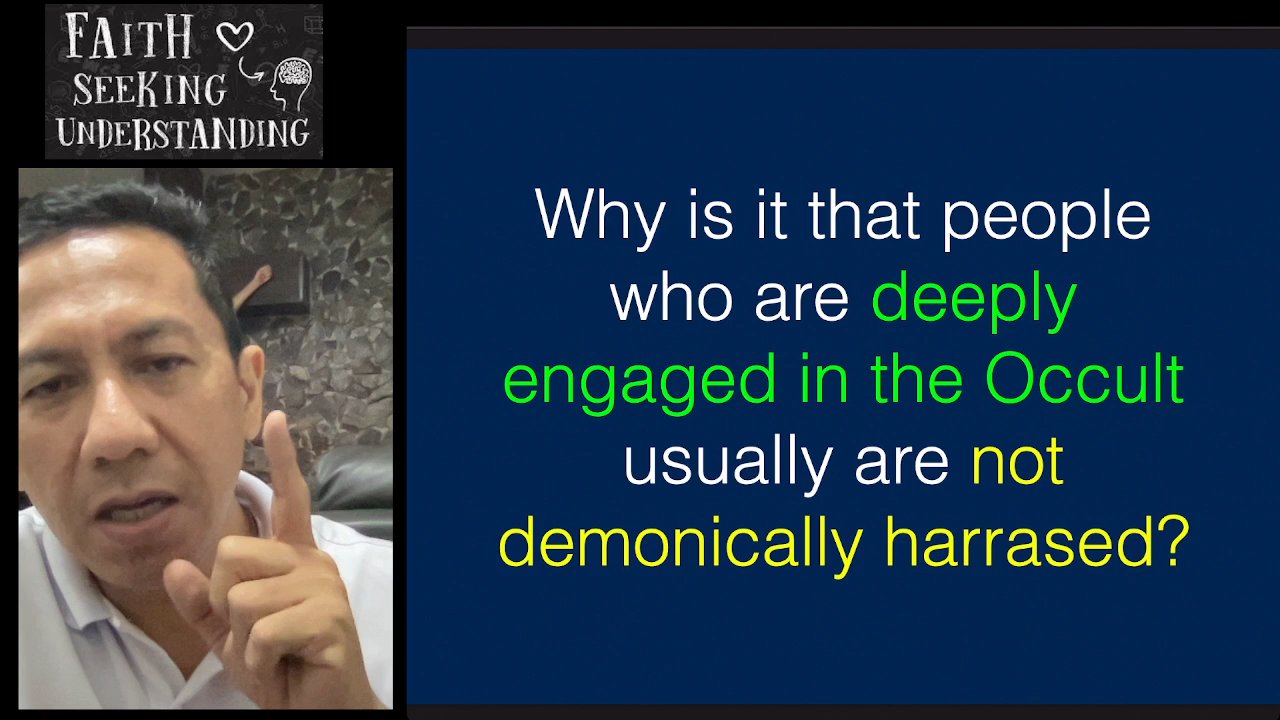 FAITH
SEEKING
UNDERSTANDING
Why is it that people
who are deeply
engaged in the Occult
usually are not
demonically harrased?